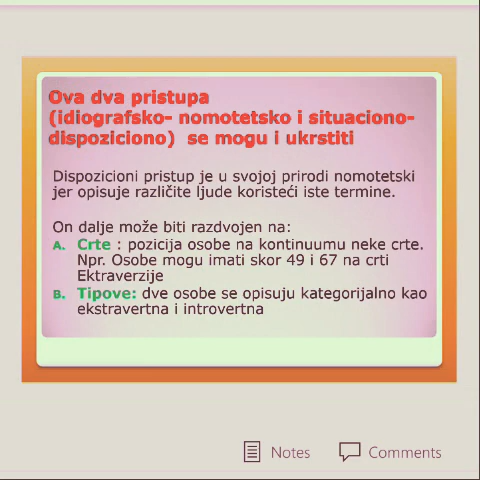 Ova dva pristupa
(idiografsko- nomotetsko i situaciono-
dispoziciono) se mogu i ukrstiti
Dispozicioni pristup je u svojoj prirodi nomotetski
jer opisuje različite ljude koristeći iste termine.
On dalje može biti razdvojen na:
A. Crte : pozicija osobe na kontinuumu neke crte.
Npr. Osobe mogu imati skor 49 i 67 na crti
Ektraverzije
B. Tipove: dve osobe se opisuju kategorijalno kao
ekstravertna i introvertna
Notes
Comments